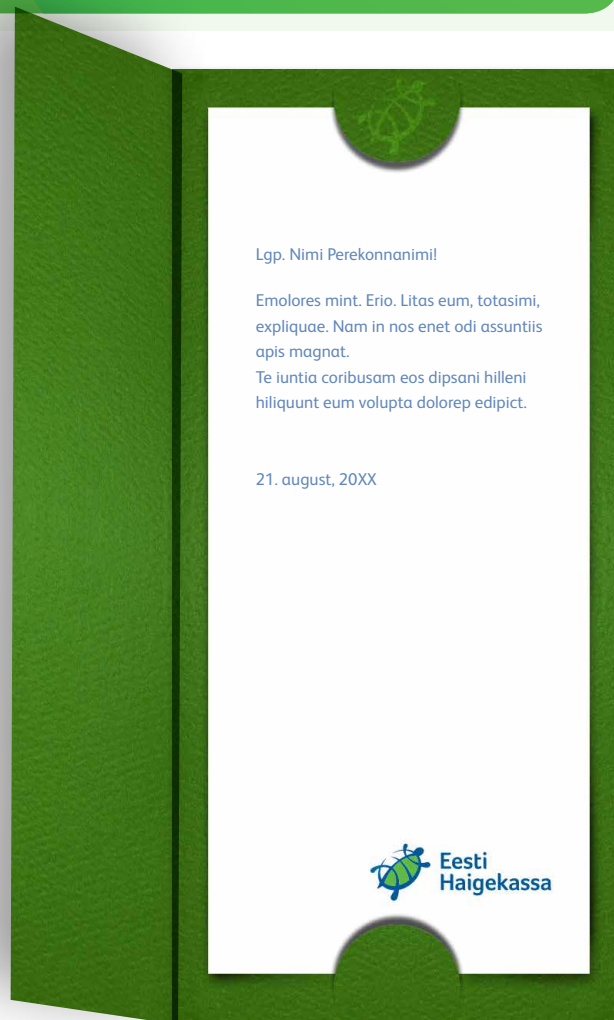 Lgp. Nimi Perekonnanimi!
Emolores mint. Erio. Litas eum, totasimi,
expliquae. Nam in nos enet odi assuntiis
apis magnat.
Te iuntia coribusam eos dipsani hilleni
hiliquunt eum volupta dolorep edipict.
21. august, 20XX
Eesti
Haigekassa